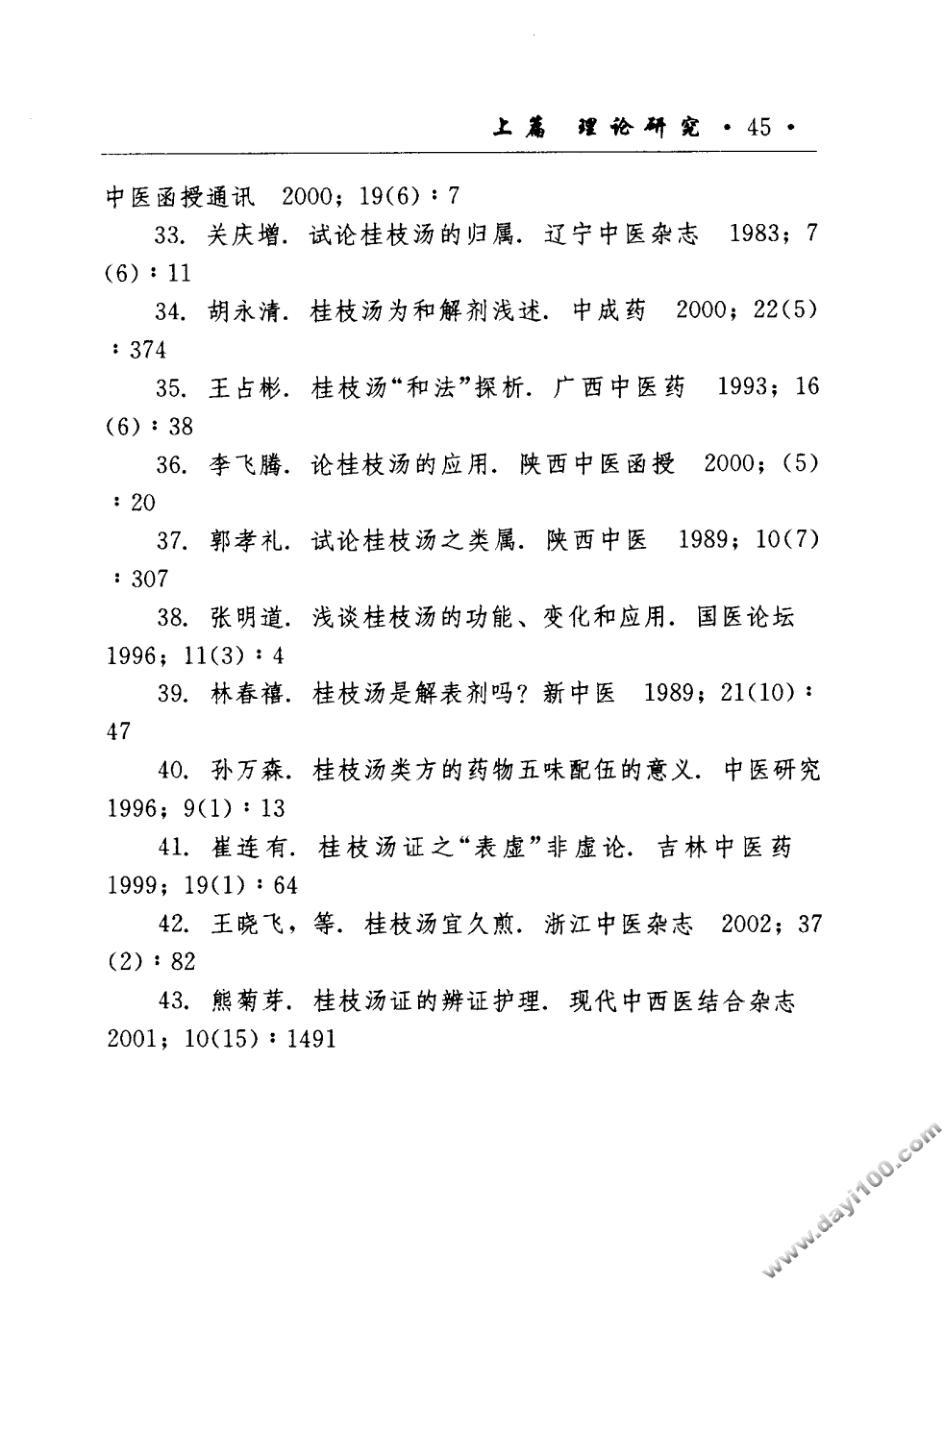 上篇 理论研究 · 45 ·
中医函授通讯 2000；19(6)：7
33. 关庆增. 试论桂枝汤的归属. 辽宁中医杂志 1983；7
(6)：11
34. 胡永清. 桂枝汤为和解剂浅述. 中成药 2000；22(5)
：374
35. 王占彬. 桂枝汤“和法”探析. 广西中医药 1993；16
(6)：38
36. 李飞腾. 论桂枝汤的应用. 陕西中医函授 2000；(5)
：20
37. 郭孝礼. 试论桂枝汤之类属. 陕西中医 1989；10(7)
：307
38. 张明道. 浅谈桂枝汤的功能、变化和应用. 国医论坛
1996；11(3)：4
39. 林春禧. 桂枝汤是解表剂吗？新中医 1989；21(10)：
47
40. 孙万森. 桂枝汤类方的药物五味配伍的意义. 中医研究
1996；9(1)：13
41. 崔连有. 桂枝汤证之“表虚”非虚论. 吉林中医药
1999；19(1)：64
42. 王晓飞，等. 桂枝汤宜久煎. 浙江中医杂志 2002；37
(2)：82
43. 熊菊芽. 桂枝汤证的辨证护理. 现代中西医结合杂志
2001；10(15)：1491
www.dayi100.com